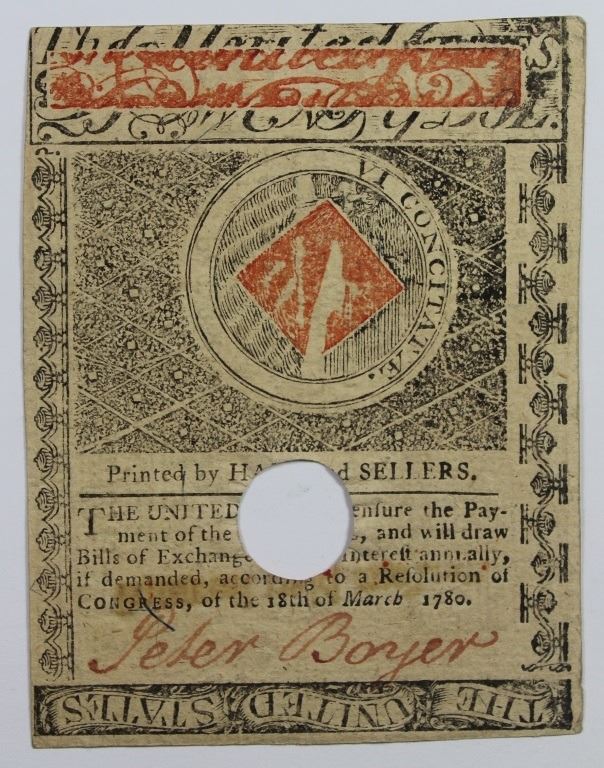 VI CONCITATÆ.
Printed by HA d SELLERS.
THE UNITED enſure the Pay-
ment of the s, and will draw
Bills of Exchange Intereſt annually,
if demanded, according to a Reſolution of
CONGRESS, of the 18th of March 1780.
Peter Boyer
THE UNITED STATES